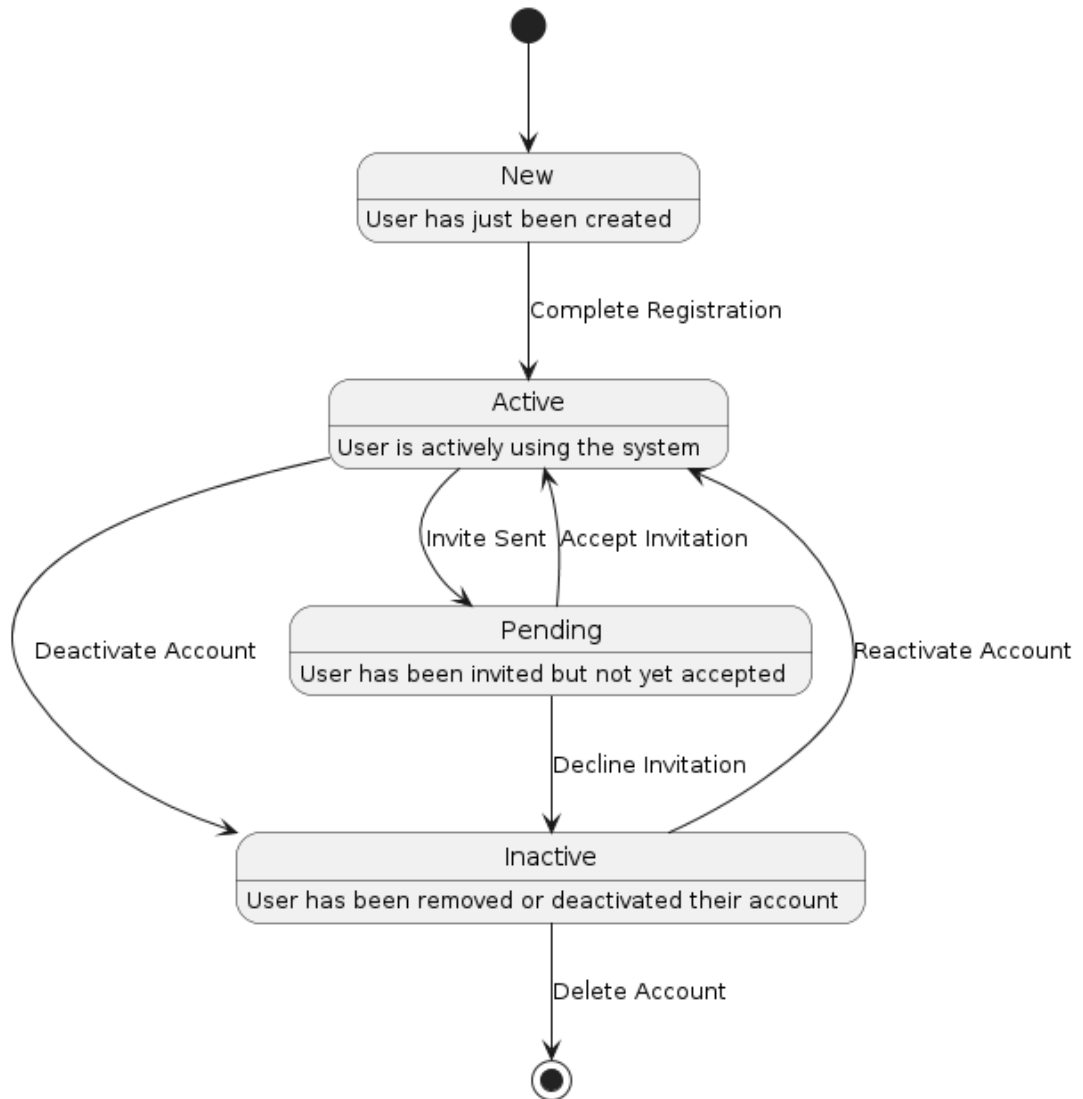 New
User has just been created
Complete Registration
Active
User is actively using the system
Invite Sent
Accept Invitation
Deactivate Account
Pending
Reactivate Account
User has been invited but not yet accepted
Decline Invitation
Inactive
User has been removed or deactivated their account
Delete Account